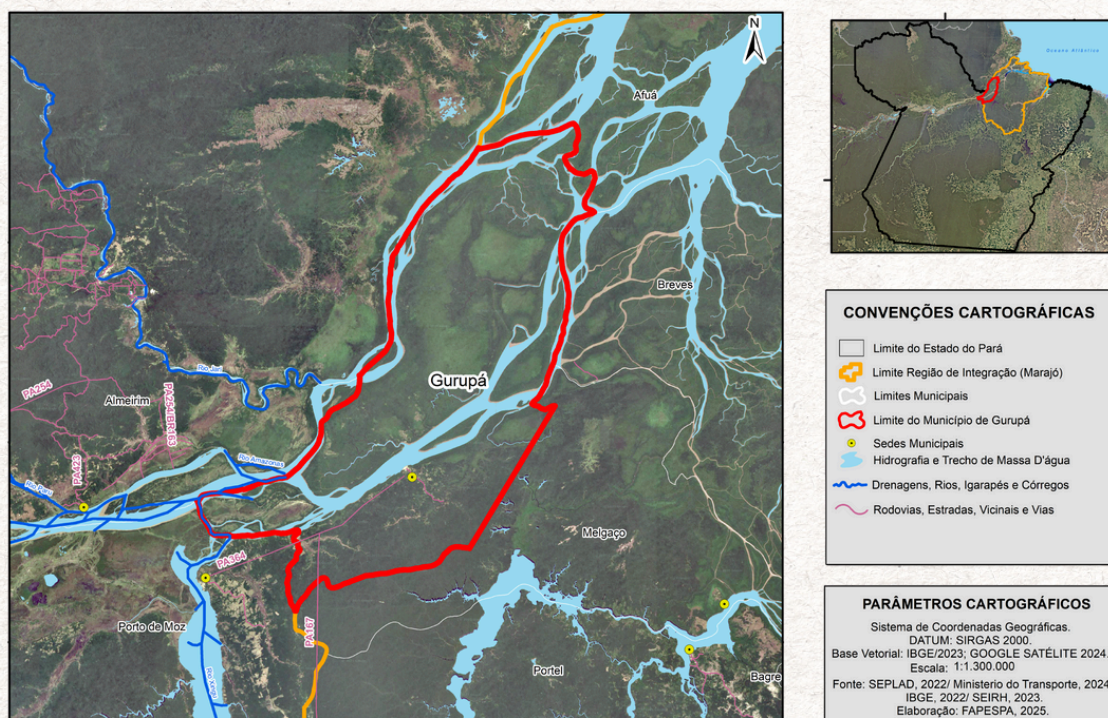 N
Afuá
Breves
Gurupá
Rio Jari
PA254
Almeirim
PA254/BR163
PA473
Rio Amazonas
Rio Parú
PA364
Melgaço
Porto de Moz
PA167
Rio Xingu
Portel
Bagre
Oceano Atlântico
CONVENÇÕES CARTOGRÁFICAS
Limite do Estado do Pará
Limite Região de Integração (Marajó)
Limites Municipais
Limite do Município de Gurupá
Sedes Municipais
Hidrografia e Trecho de Massa D'água
Drenagens, Rios, Igarapés e Córregos
Rodovias, Estradas, Vicinais e Vias
PARÂMETROS CARTOGRÁFICOS
Sistema de Coordenadas Geográficas.
DATUM: SIRGAS 2000.
Base Vetorial: IBGE/2023; GOOGLE SATÉLITE 2024.
Escala: 1:1.300.000
Fonte: SEPLAD, 2022/ Ministerio do Transporte, 2024
IBGE, 2022/ SEIRH, 2023.
Elaboração: FAPESPA, 2025.